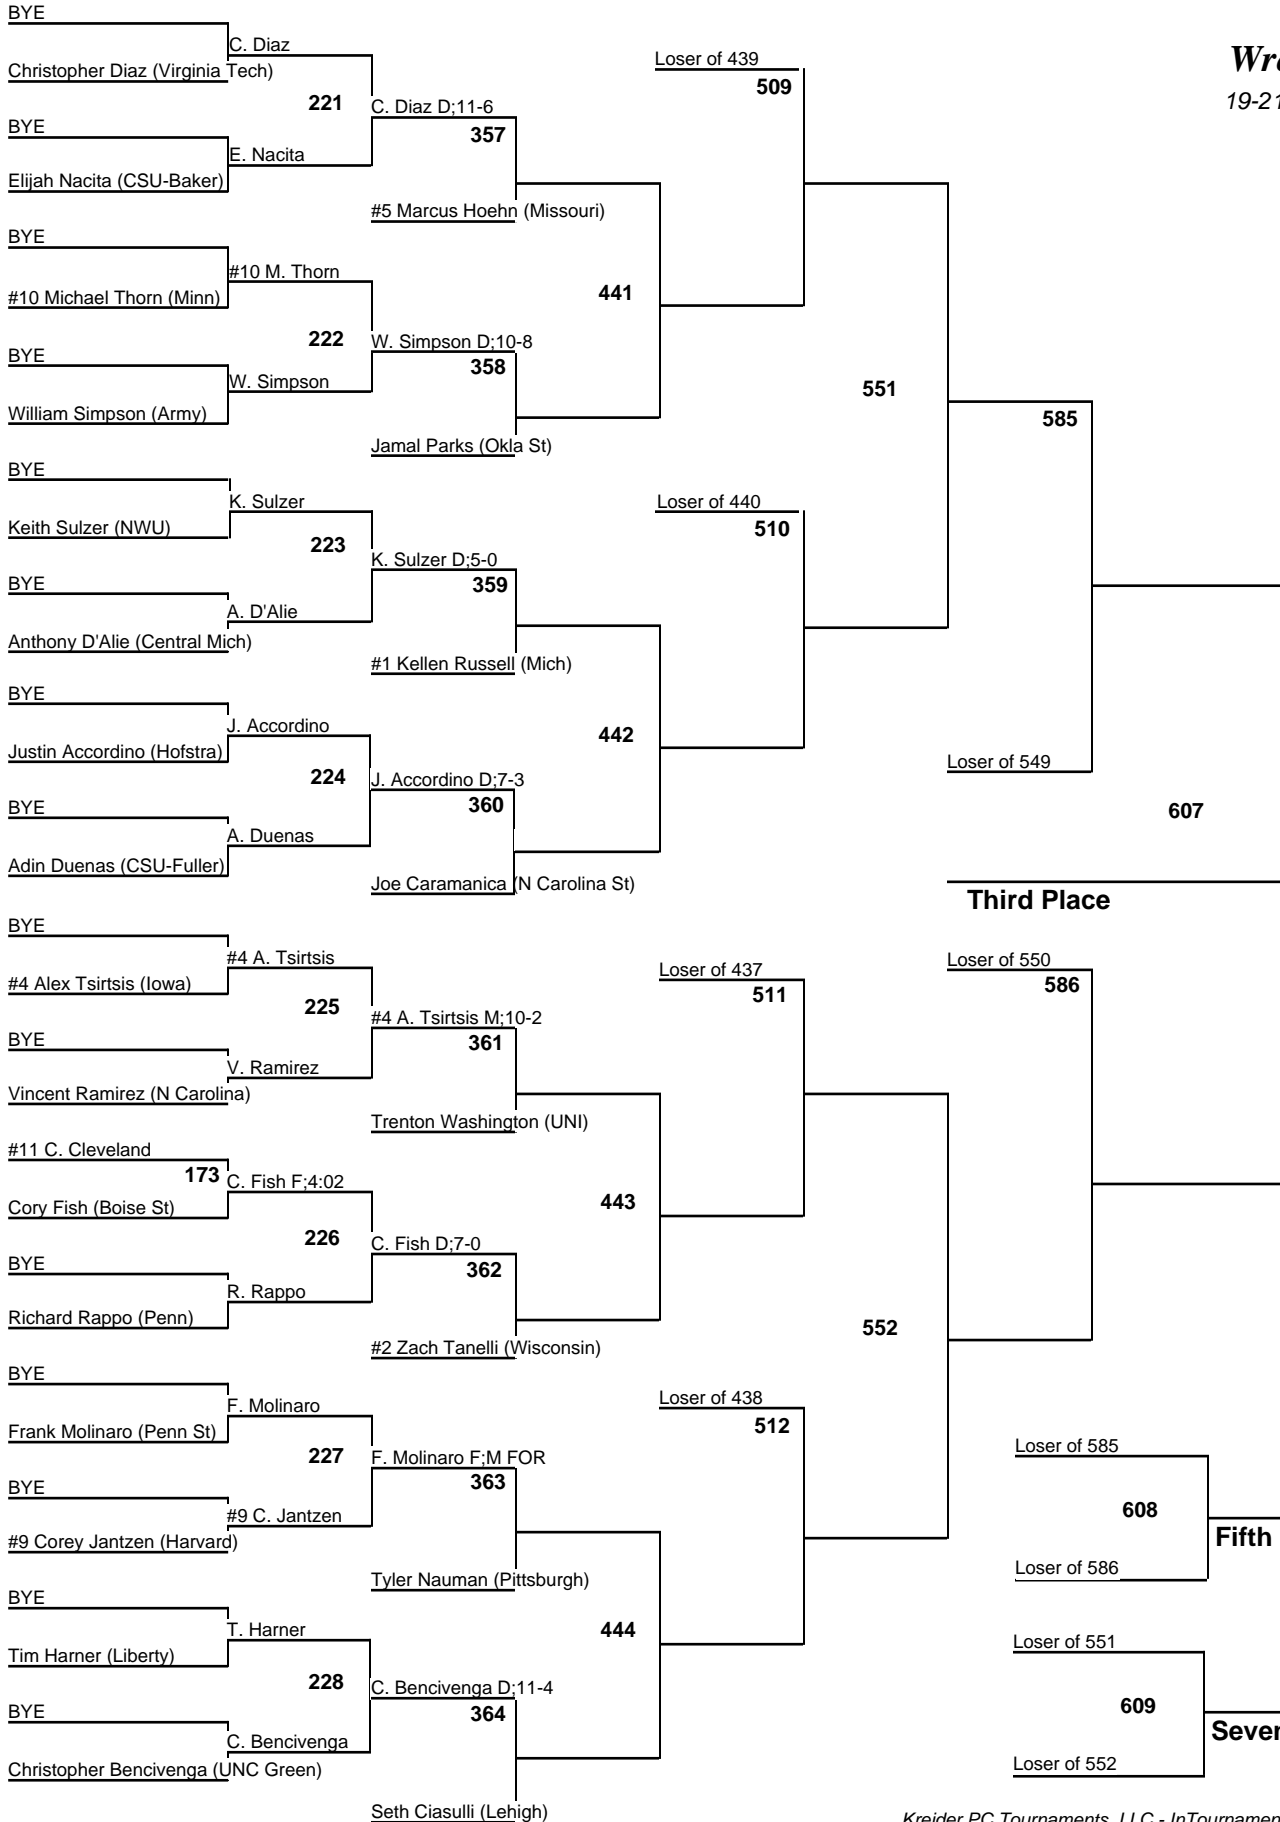 BYE
C. Diaz
Christopher Diaz (Virginia Tech)
221
C. Diaz D;11-6
BYE
357
E. Nacita
Elijah Nacita (CSU-Baker)
#5 Marcus Hoehn (Missouri)
BYE
#10 M. Thorn
#10 Michael Thorn (Minn)
441
222
W. Simpson D;10-8
BYE
358
W. Simpson
William Simpson (Army)
Jamal Parks (Okla St)
BYE
K. Sulzer
Keith Sulzer (NWU)
223
K. Sulzer D;5-0
BYE
359
A. D'Alie
Anthony D'Alie (Central Mich)
#1 Kellen Russell (Mich)
BYE
J. Accordino
Justin Accordino (Hofstra)
442
224
J. Accordino D;7-3
BYE
360
A. Duenas
Adin Duenas (CSU-Fuller)
Joe Caramanica (N Carolina St)
BYE
#4 A. Tsirtsis
#4 Alex Tsirtsis (Iowa)
225
#4 A. Tsirtsis M;10-2
BYE
361
V. Ramirez
Vincent Ramirez (N Carolina)
Trenton Washington (UNI)
#11 C. Cleveland
173
C. Fish F;4:02
Cory Fish (Boise St)
443
226
C. Fish D;7-0
BYE
362
R. Rappo
Richard Rappo (Penn)
#2 Zach Tanelli (Wisconsin)
BYE
F. Molinaro
Frank Molinaro (Penn St)
227
F. Molinaro F;M FOR
BYE
363
#9 C. Jantzen
#9 Corey Jantzen (Harvard)
Tyler Nauman (Pittsburgh)
BYE
T. Harner
Tim Harner (Liberty)
444
228
C. Bencivenga D;11-4
BYE
364
C. Bencivenga
Christopher Bencivenga (UNC Green)
Seth Ciasulli (Lehigh)
Loser of 439
509
551
585
Loser of 440
510
Loser of 549
607
Third Place
Loser of 437
511
Loser of 550
586
552
Loser of 438
512
Loser of 585
608
Fifth
Loser of 586
Loser of 551
609
Seven
Loser of 552
19-21
Kreider PC Tournaments, LLC - InTournamen